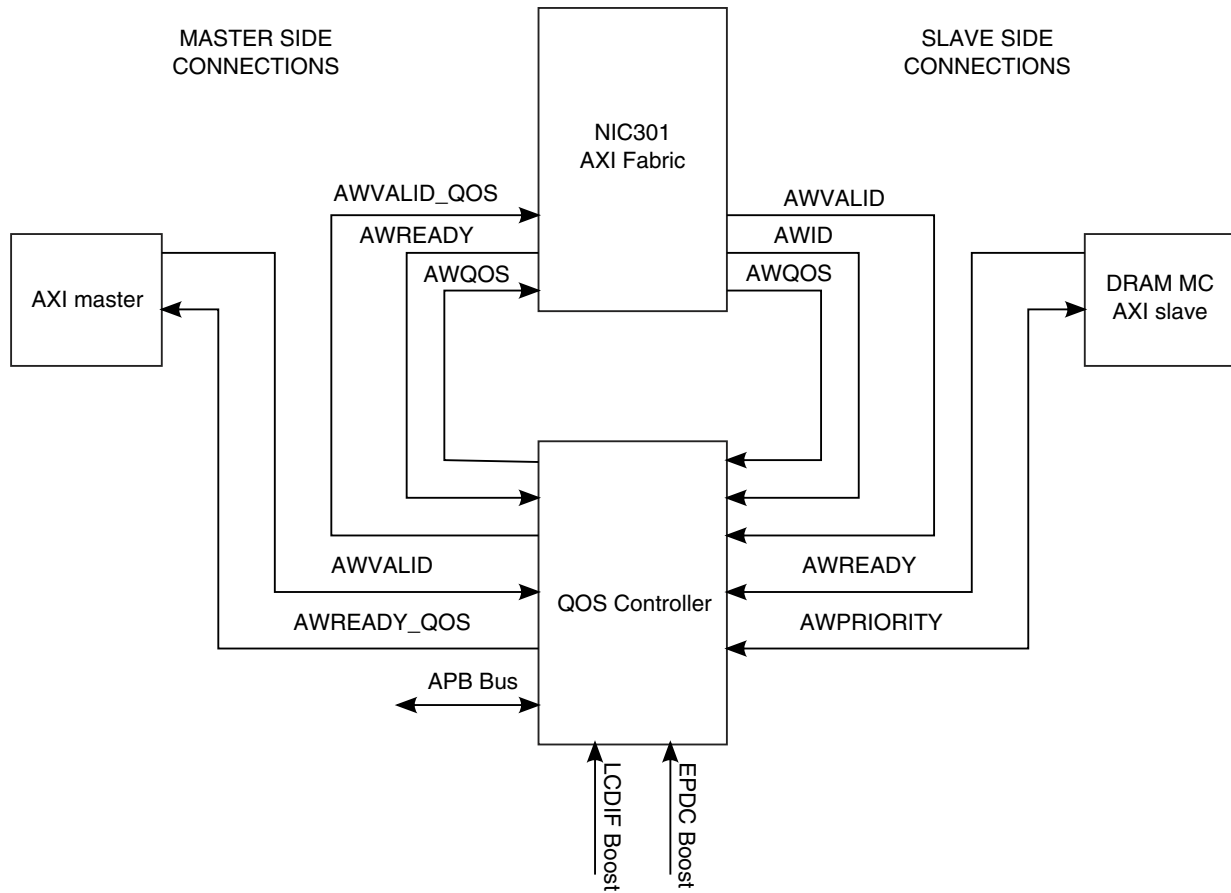 MASTER SIDE
CONNECTIONS
SLAVE SIDE
CONNECTIONS
NIC301
AXI Fabric
AWVALID_QOS
AWREADY
AWQOS
AWVALID
AWID
AWQOS
AXI master
DRAM MC
AXI slave
AWVALID
AWREADY_QOS
APB Bus
QOS Controller
AWREADY
AWPRIORITY
LCDIF Boost
EPDC Boost